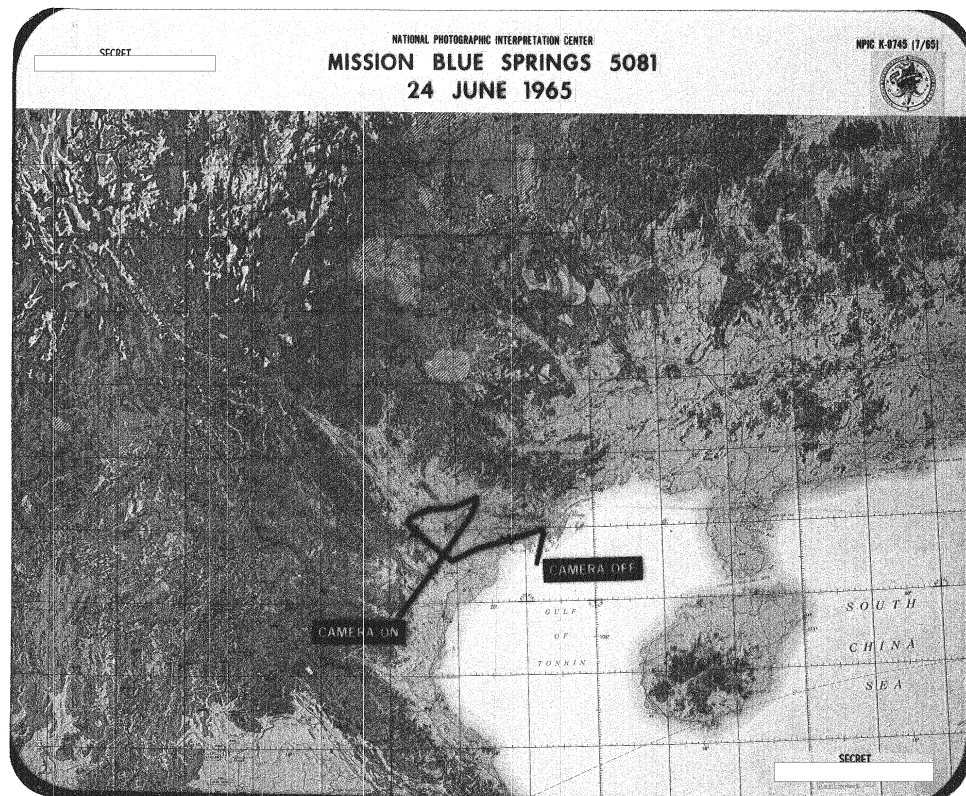 SECRET
NATIONAL PHOTOGRAPHIC INTERPRETATION CENTER
NPIC K-0745 (7/65)
MISSION BLUE SPRINGS 5081
24 JUNE 1965
CAMERA OFF
CAMERA ON
GULF
OF
TONKIN
SOUTH
CHINA
SEA
SECRET